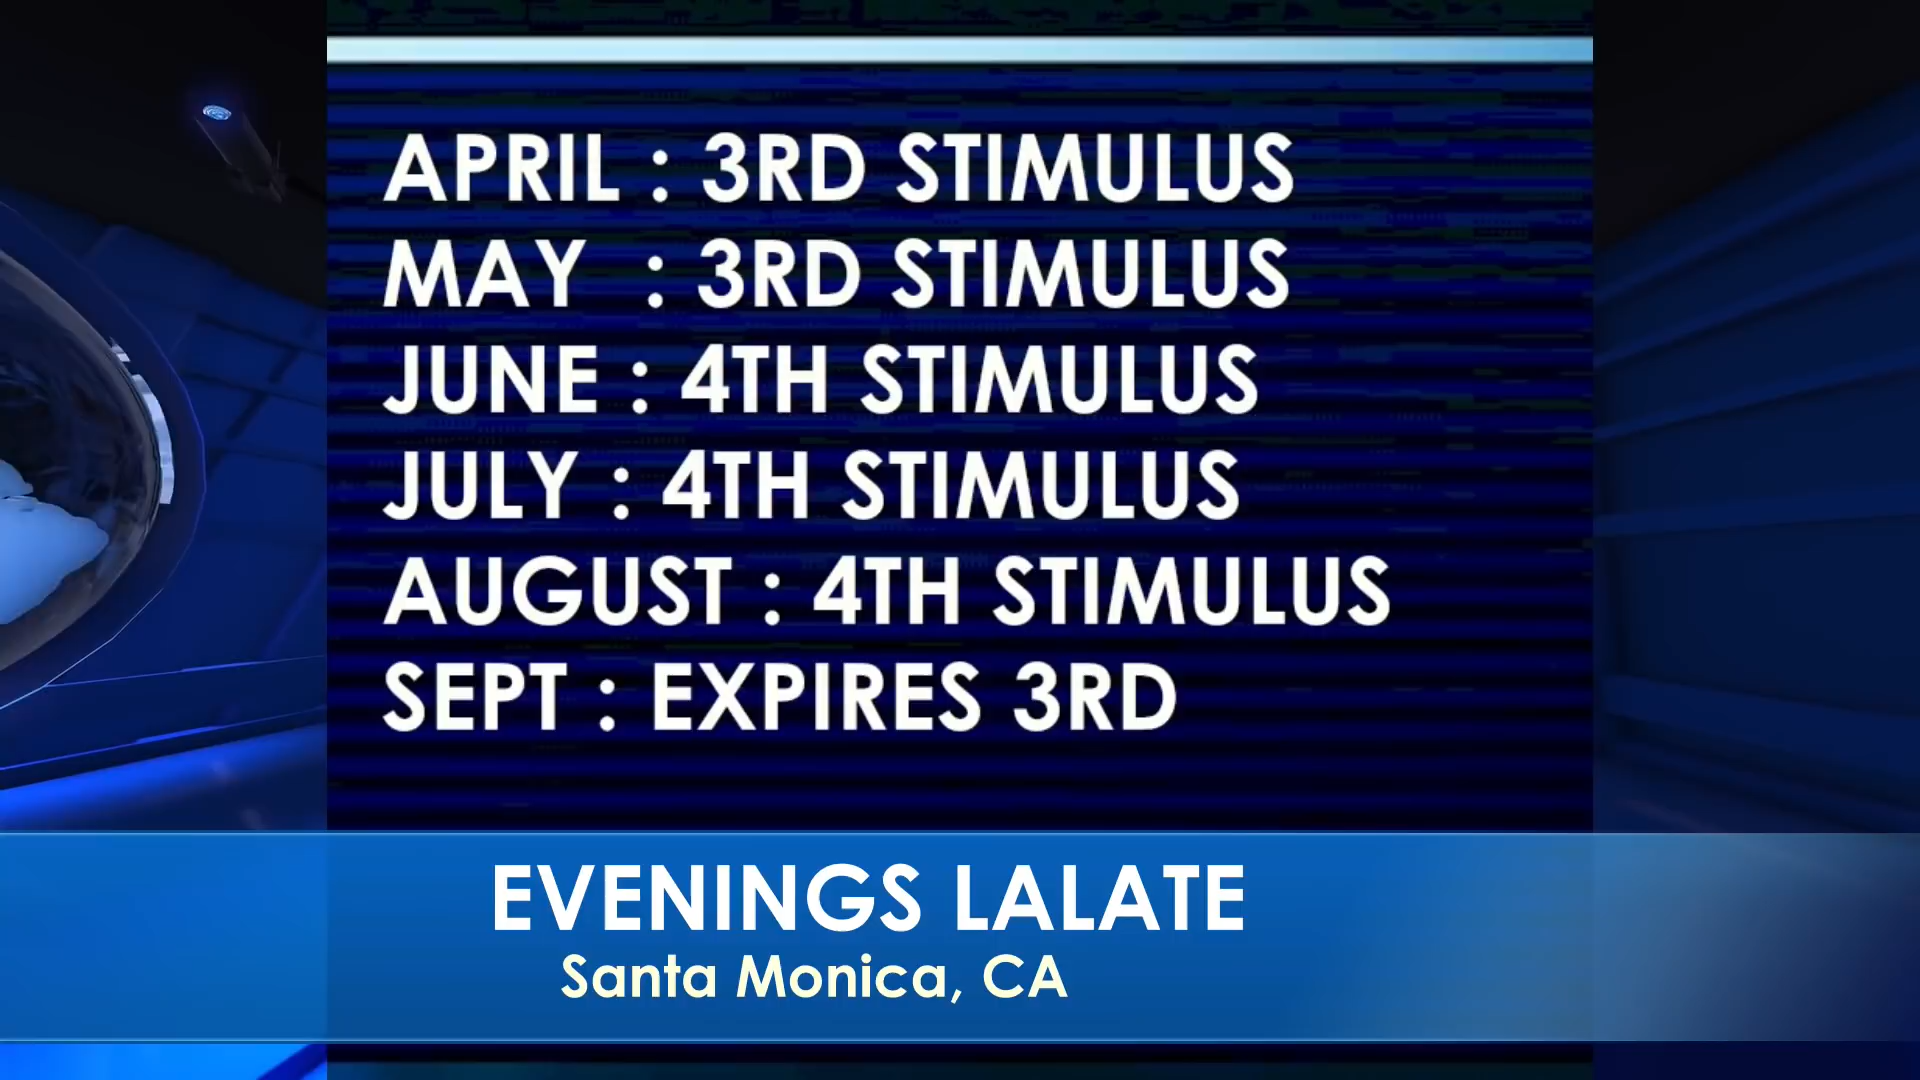 APRIL : 3RD STIMULUS
MAY : 3RD STIMULUS
JUNE : 4TH STIMULUS
JULY : 4TH STIMULUS
AUGUST : 4TH STIMULUS
SEPT : EXPIRES 3RD
EVENINGS LALATE
Santa Monica, CA